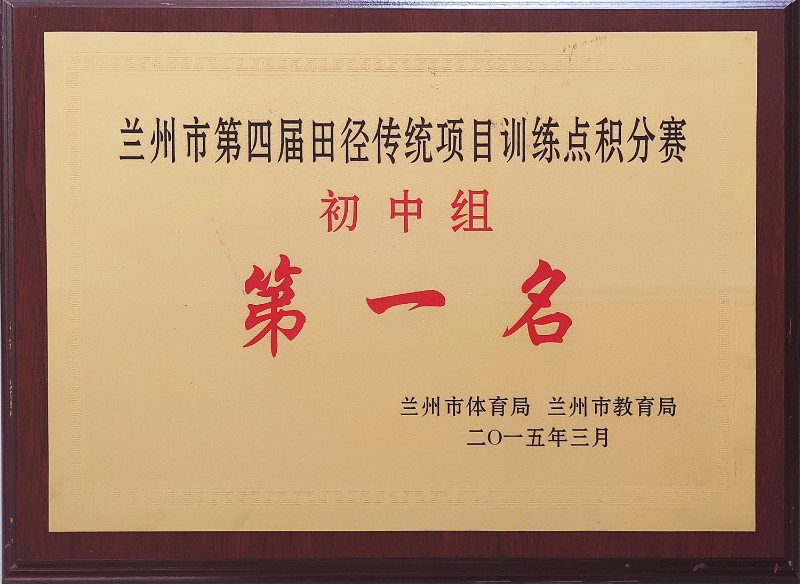 兰州市第四届田径传统项目训练点积分赛
初中组
第一名
兰州市体育局 兰州市教育局
二〇一五年三月